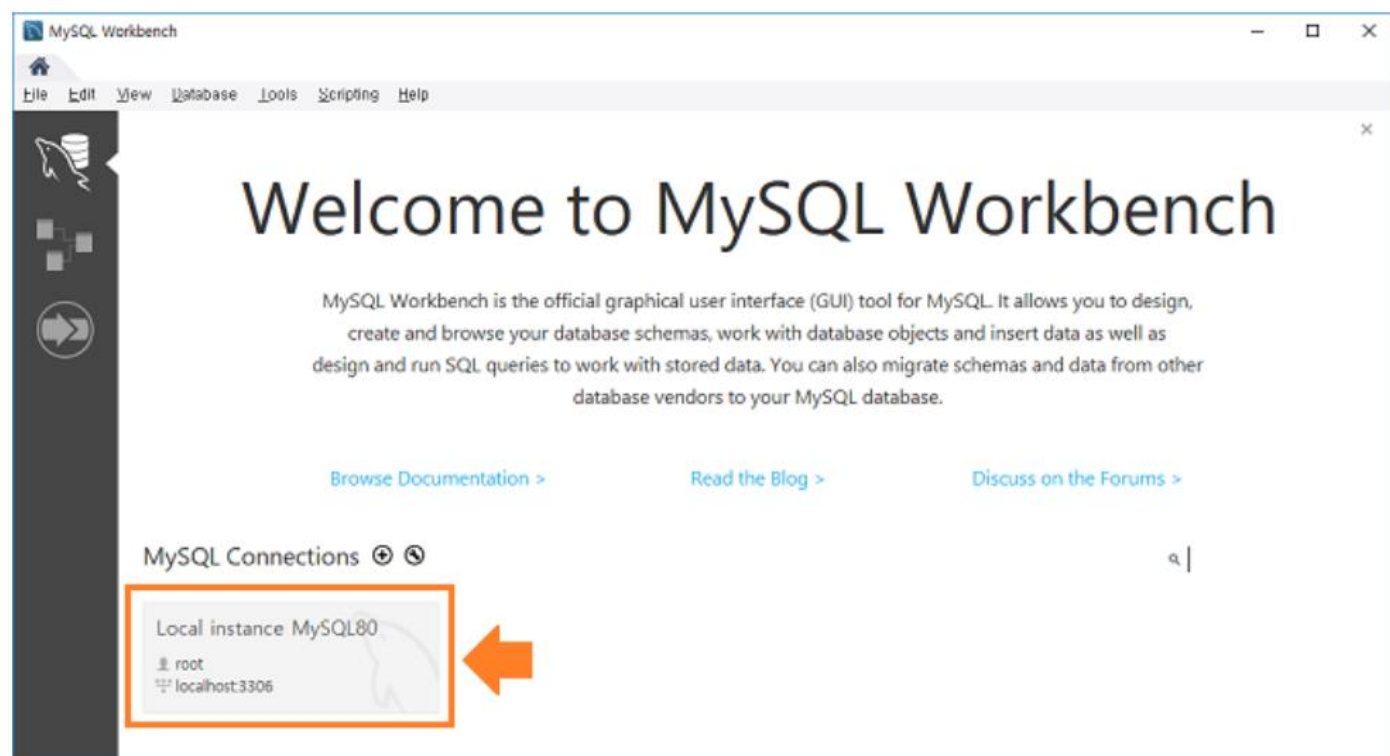 MySQL Workbench
File Edit View Database Tools Scripting Help
Welcome to MySQL Workbench
MySQL Workbench is the official graphical user interface (GUI) tool for MySQL. It allows you to design,
create and browse your database schemas, work with database objects and insert data as well as
design and run SQL queries to work with stored data. You can also migrate schemas and data from other
database vendors to your MySQL database.
Browse Documentation > Read the Blog > Discuss on the Forums >
MySQL Connections
Local instance MySQL80
root
localhost:3306